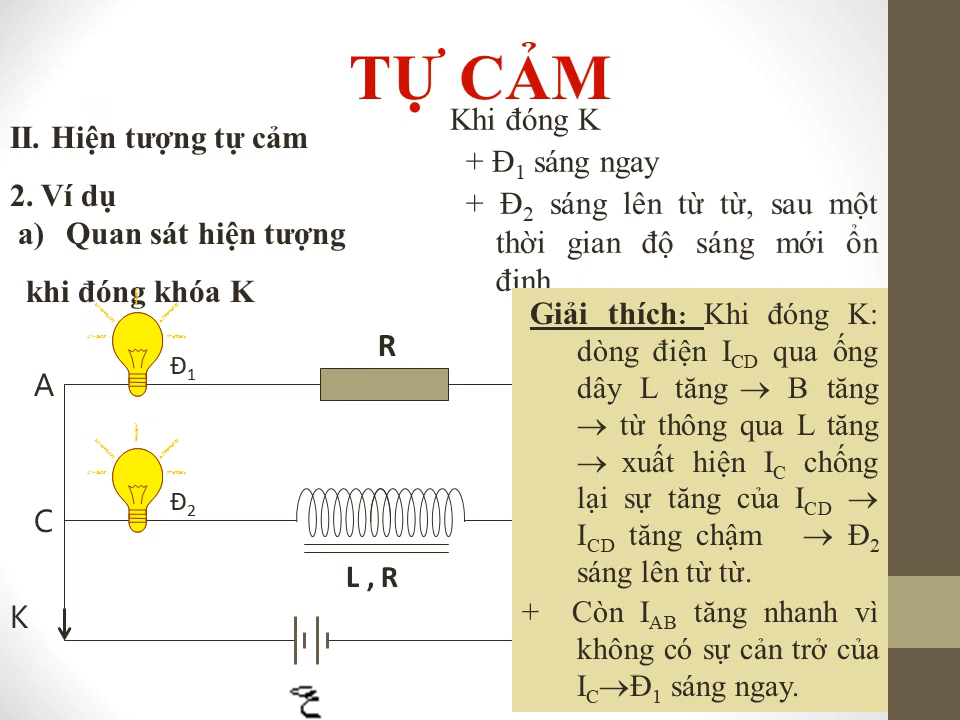 TỰ CẢM
II. Hiện tượng tự cảm
2. Ví dụ
a) Quan sát hiện tượng
khi đóng khóa K
Khi đóng K
+ Đ1 sáng ngay
+ Đ2 sáng lên từ từ, sau một
thời gian độ sáng mới ổn
định
Giải thích: Khi đóng K:
dòng điện ICD qua ống
dây L tăng → B tăng
→ từ thông qua L tăng
→ xuất hiện IC chống
lại sự tăng của ICD →
ICD tăng chậm → Đ2
sáng lên từ từ.
+ Còn IAB tăng nhanh vì
không có sự cản trở của
IC→Đ1 sáng ngay.
R
Đ1
A
Đ2
C
L , R
K